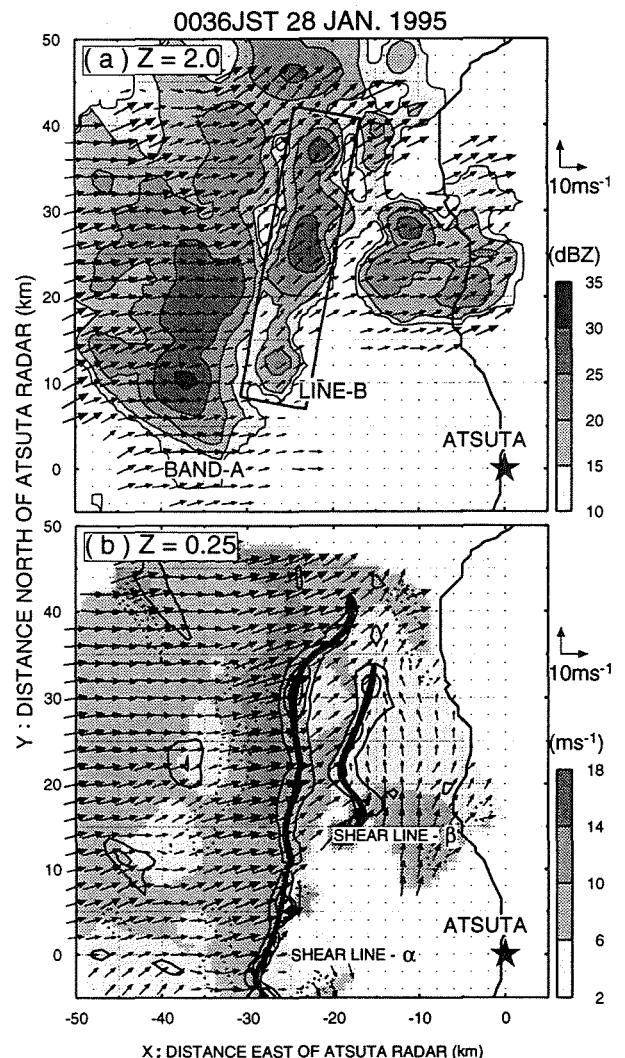 0036JST 28 JAN. 1995
(a) Z = 2.0
50
40
30
20
10
0
LINE-B
BAND-A
ATSUTA
10ms-1
(dBZ)
35
30
25
20
15
10
Y : DISTANCE NORTH OF ATSUTA RADAR (km)
(b) Z = 0.25
50
40
30
20
10
0
SHEAR LINE - β
SHEAR LINE - α
ATSUTA
10ms-1
(ms-1)
18
14
10
6
2
-50 -40 -30 -20 -10 0
X : DISTANCE EAST OF ATSUTA RADAR (km)